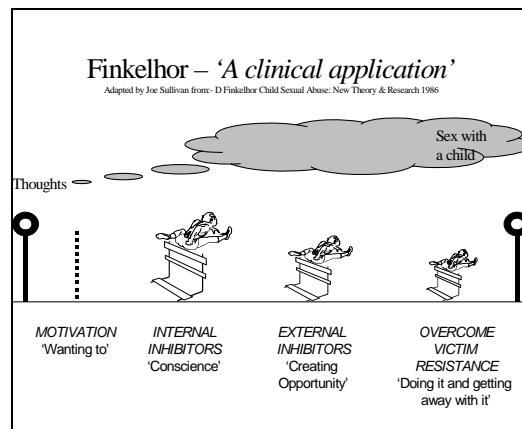 Finkelhor – ‘A clinical application’
Adapted by Joe Sullivan from:- D Finkelhor Child Sexual Abuse: New Theory & Research 1986
Sex with
a child
Thoughts
MOTIVATION
‘Wanting to’
INTERNAL
INHIBITORS
‘Conscience’
EXTERNAL
INHIBITORS
‘Creating
Opportunity’
OVERCOME
VICTIM
RESISTANCE
‘Doing it and getting
away with it’